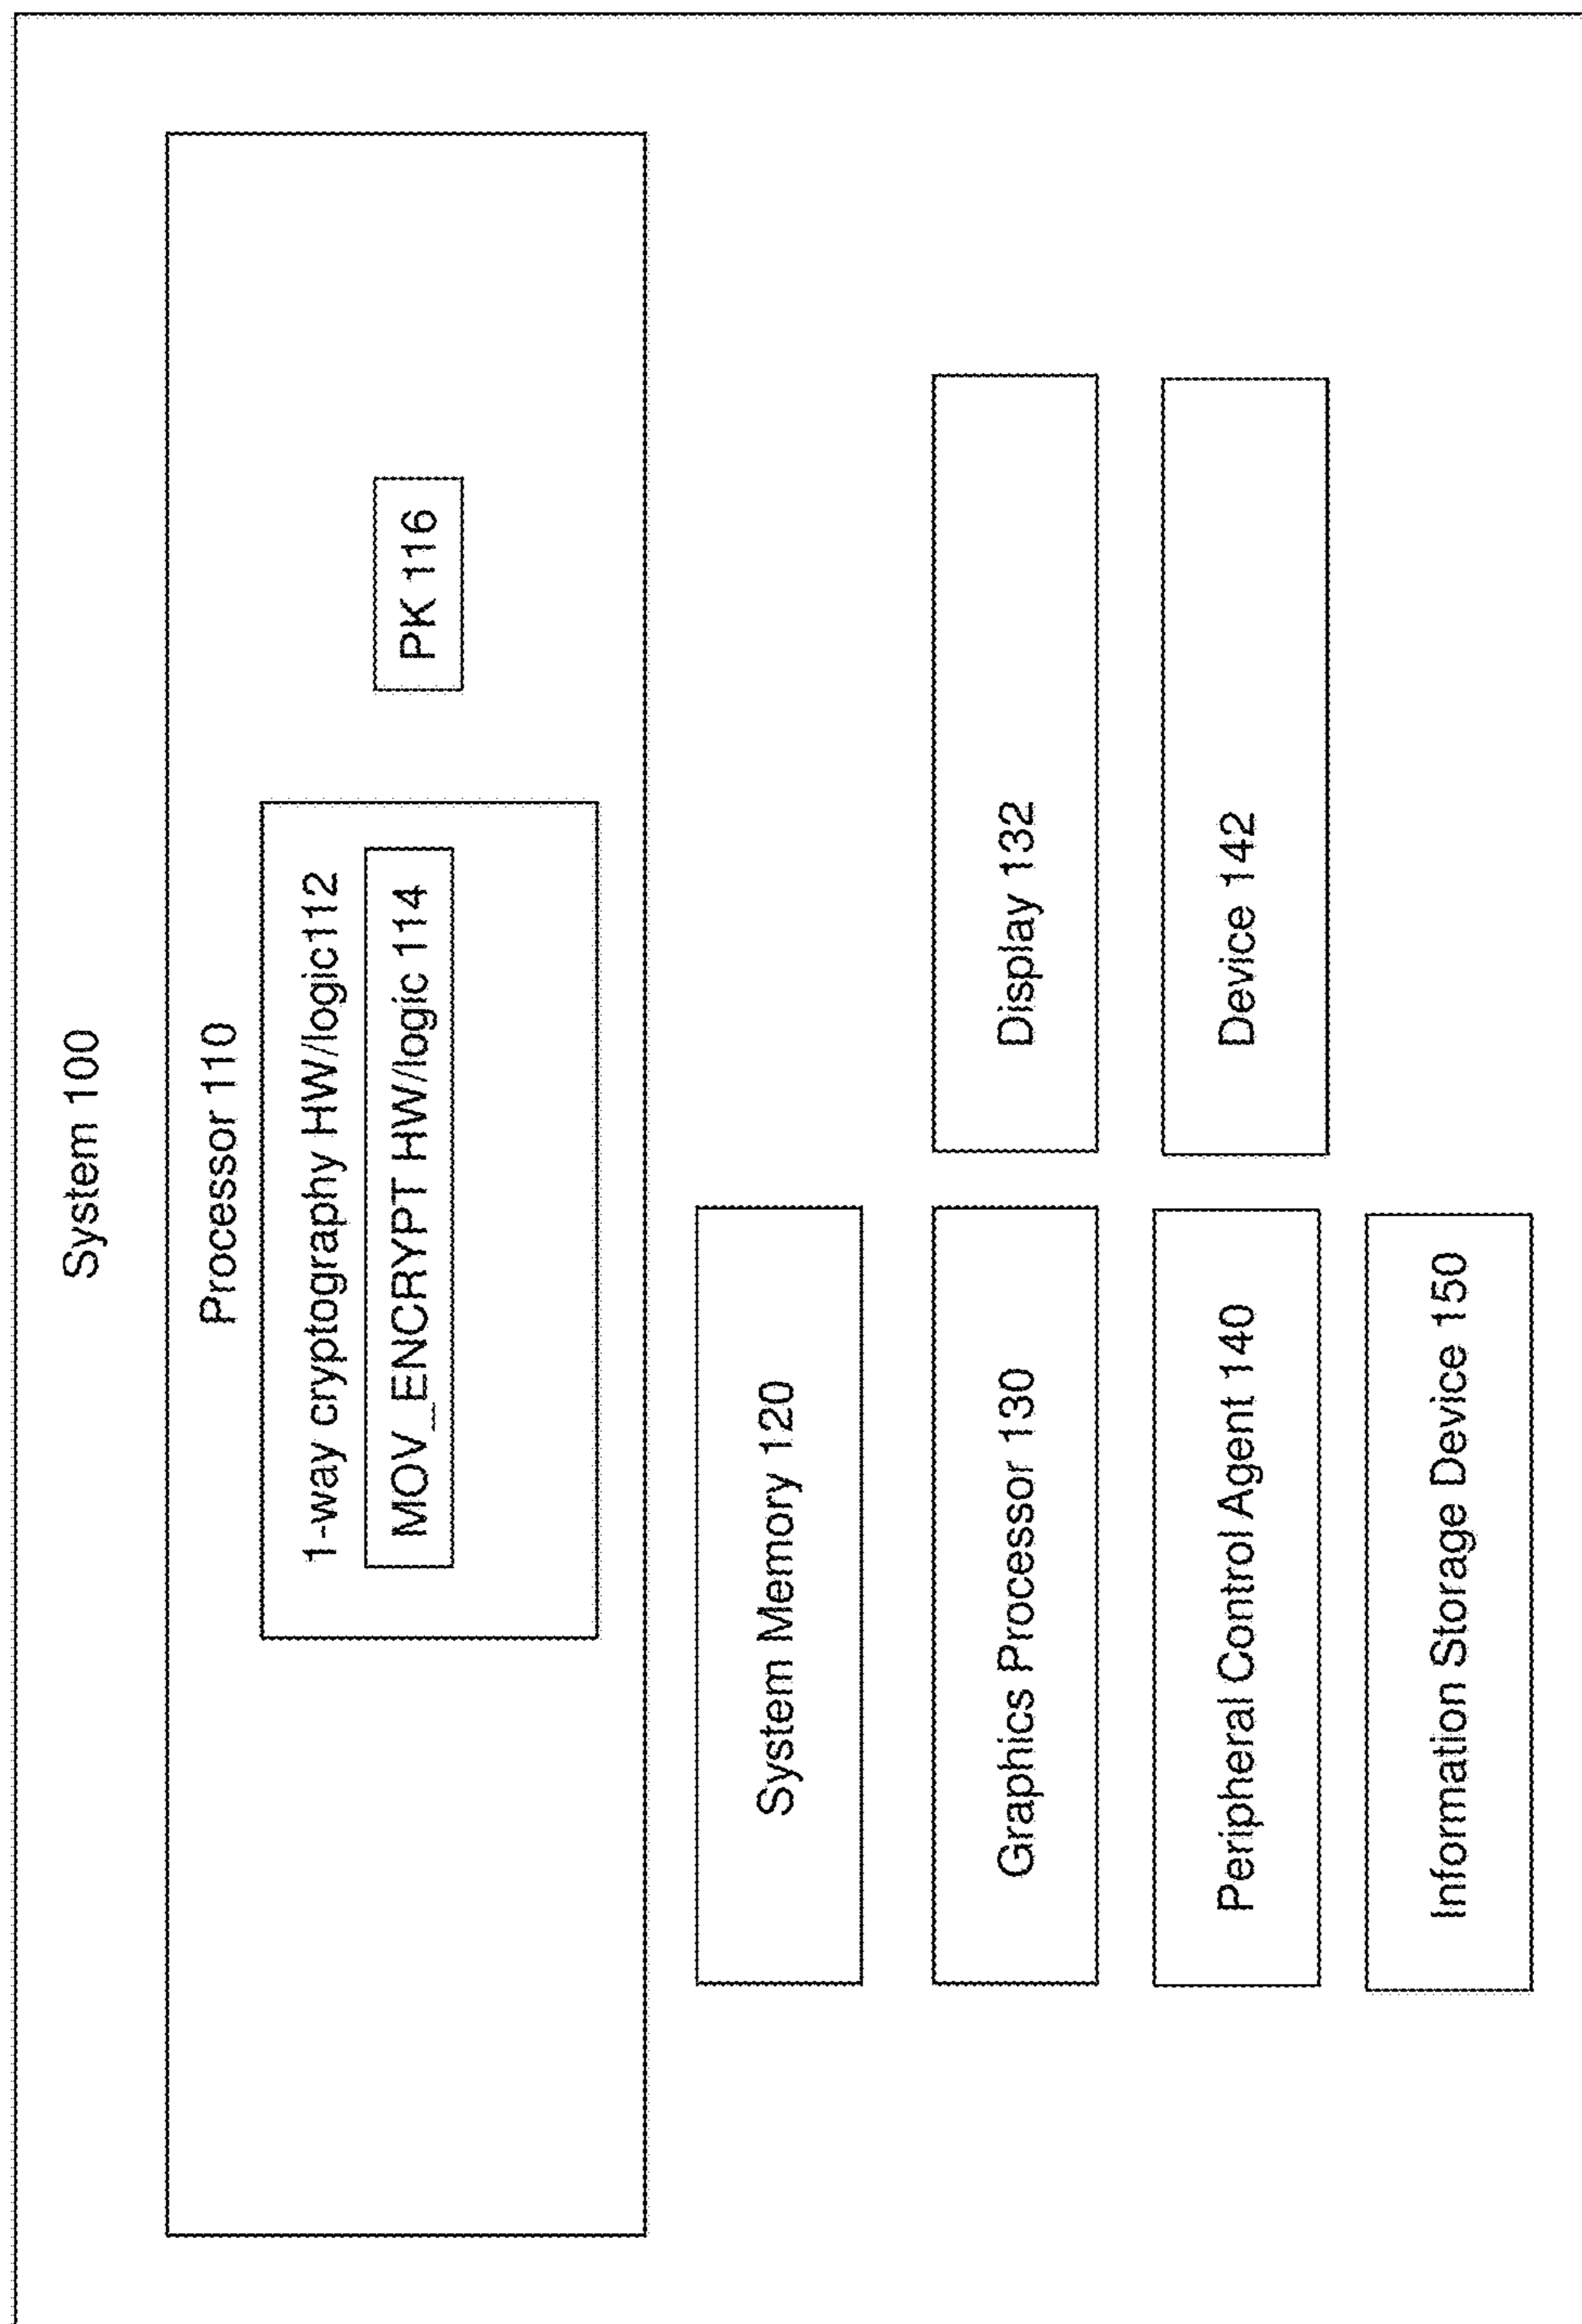 System 100
Processor 110
1-way cryptography HW/logic112
MOV_ENCRYPT HW/logic 114
PK 116
System Memory 120
Graphics Processor 130
Display 132
Peripheral Control Agent 140
Device 142
Information Storage Device 150